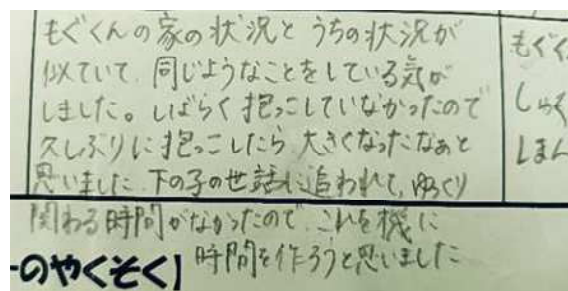 もぐくんの家の状況とうちの状況が
似ていて、同じようなことをしている気が
しました。しばらく抱っこしていなかったので
久しぶりに抱っこしたら大きくなったなぁと
思いました。下の子の世話に追われて、ゆっくり
関わる時間がなかったので、これを機に
時間を作ろうと思いました
のやくそく】
もぐく
しゅく
しまん